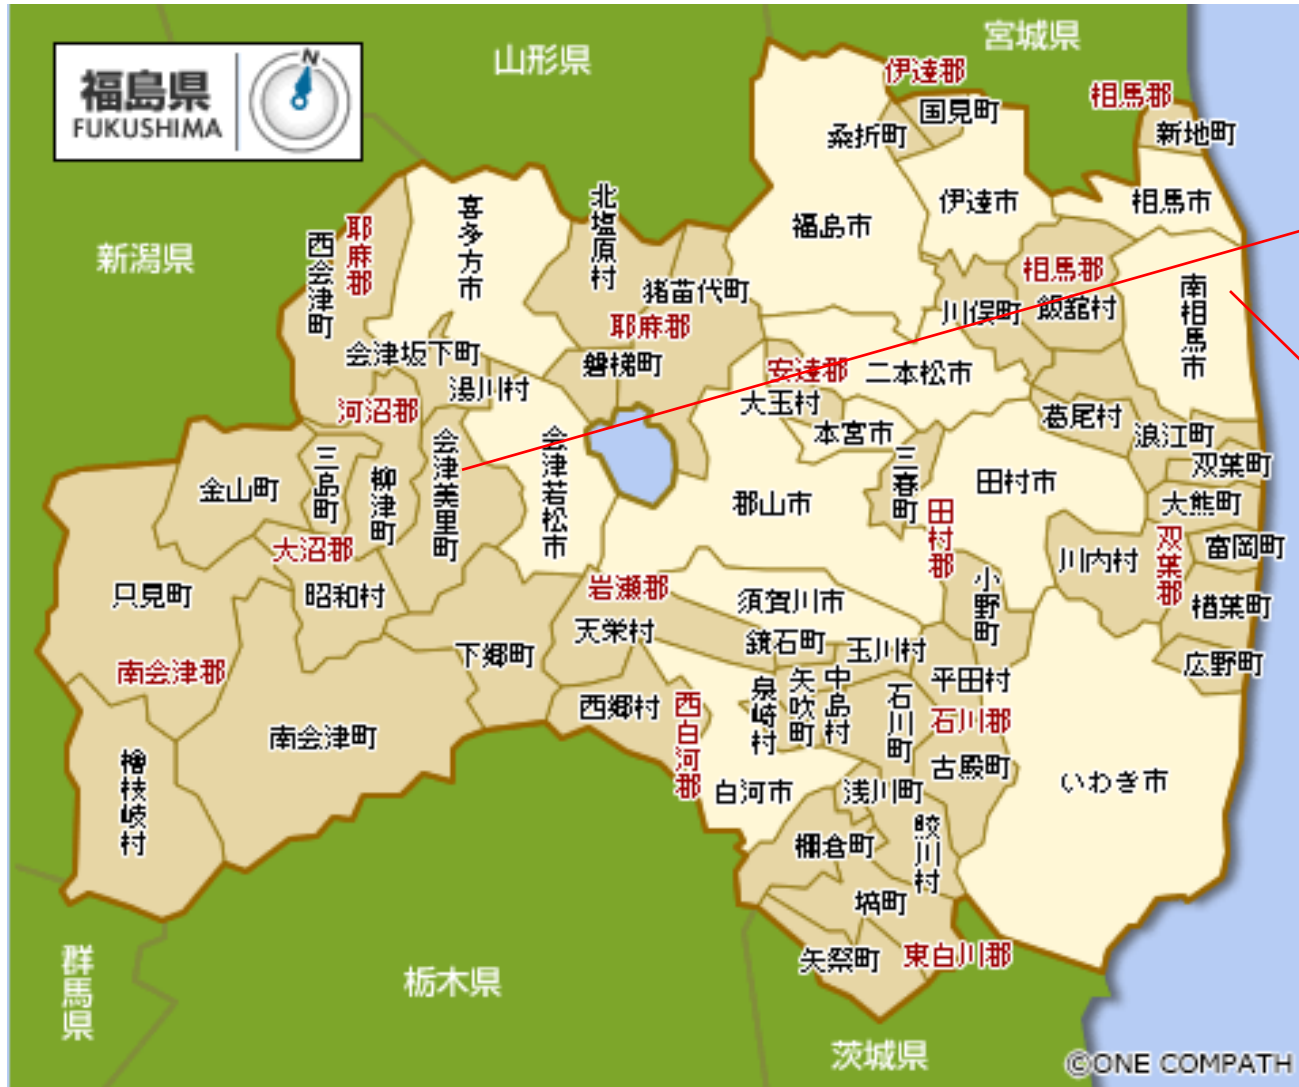 福島県
FUKUSHIMA
N
山形県
宮城県
新潟県
伊達郡
国見町
桑折町
相馬郡
新地町
伊達市
相馬市
福島市
喜多方市
北塩原村
耶麻郡
西会津町
猪苗代町
相馬郡
飯舘村
川俣町
南相馬市
耶麻郡
会津坂下町
磐梯町
湯川村
安達郡
大玉村
二本松市
本宮市
河沼郡
葛尾村
浪江町
双葉町
大熊町
会津若松市
会津美里町
三島町
柳津町
金山町
郡山市
三春町
田村市
田村郡
大沼郡
川内村
双葉郡
富岡町
楢葉町
広野町
只見町
昭和村
岩瀬郡
須賀川市
小野町
天栄村
鏡石町
玉川村
下郷町
南会津郡
平田村
西郷村
西白河郡
泉崎村
矢吹町
中島村
石川町
石川郡
南会津町
古殿町
檜枝岐村
白河市
浅川町
いわき市
棚倉町
鮫川村
塙町
矢祭町
東白川郡
群馬県
栃木県
茨城県
©ONE COMPATH